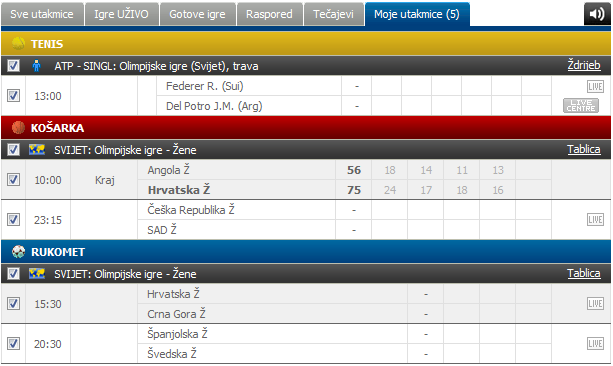 Sve utakmice Igre UŽIVO Gotove igre Raspored Tečajevi Moje utakmice (5)
TENIS
ATP - SINGL: Olimpijske igre (Svijet), trava Ždrijeb
13:00 Federer R. (Sui) - LIVE
Del Potro J.M. (Arg) - LIVE CENTRE
KOŠARKA
SVIJET: Olimpijske igre - Žene Tablica
10:00 Kraj Angola Ž 56 18 14 11 13
Hrvatska Ž 75 24 17 18 16
23:15 Češka Republika Ž - LIVE
SAD Ž -
RUKOMET
SVIJET: Olimpijske igre - Žene Tablica
15:30 Hrvatska Ž - LIVE
Crna Gora Ž -
20:30 Španjolska Ž - LIVE
Švedska Ž -